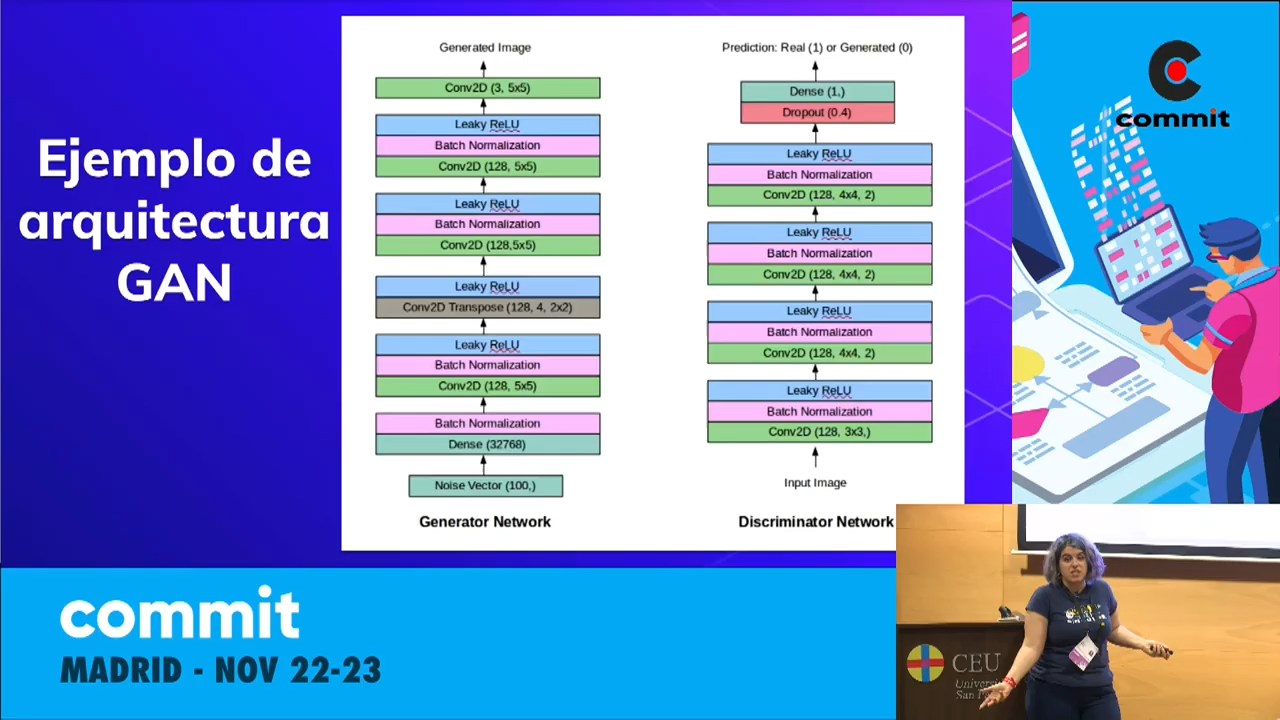 Ejemplo de
arquitectura
GAN
Generated Image
Conv2D (3, 5x5)
Leaky ReLU
Batch Normalization
Conv2D (128, 5x5)
Leaky ReLU
Batch Normalization
Conv2D (128,5x5)
Leaky ReLU
Conv2D Transpose (128, 4, 2x2)
Leaky ReLU
Batch Normalization
Conv2D (128, 5x5)
Batch Normalization
Dense (32768)
Noise Vector (100,)
Generator Network
Prediction: Real (1) or Generated (0)
Dense (1,)
Dropout (0.4)
Leaky ReLU
Batch Normalization
Conv2D (128, 4x4, 2)
Leaky ReLU
Batch Normalization
Conv2D (128, 4x4, 2)
Leaky ReLU
Batch Normalization
Conv2D (128, 4x4, 2)
Leaky ReLU
Batch Normalization
Conv2D (128, 3x3,)
Input Image
Discriminator Network
commit
commit
MADRID - NOV 22-23
CEU